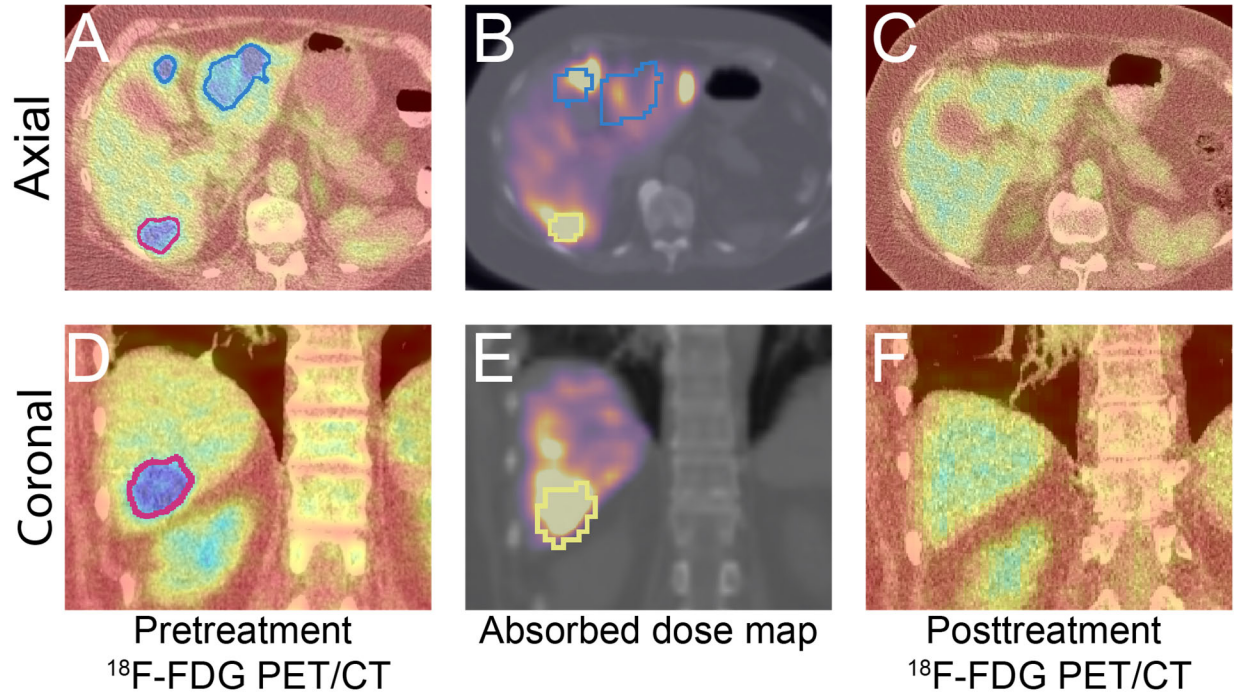 A
B
C
Axial
D
E
F
Coronal
Pretreatment
¹⁸F-FDG PET/CT
Absorbed dose map
Posttreatment
¹⁸F-FDG PET/CT